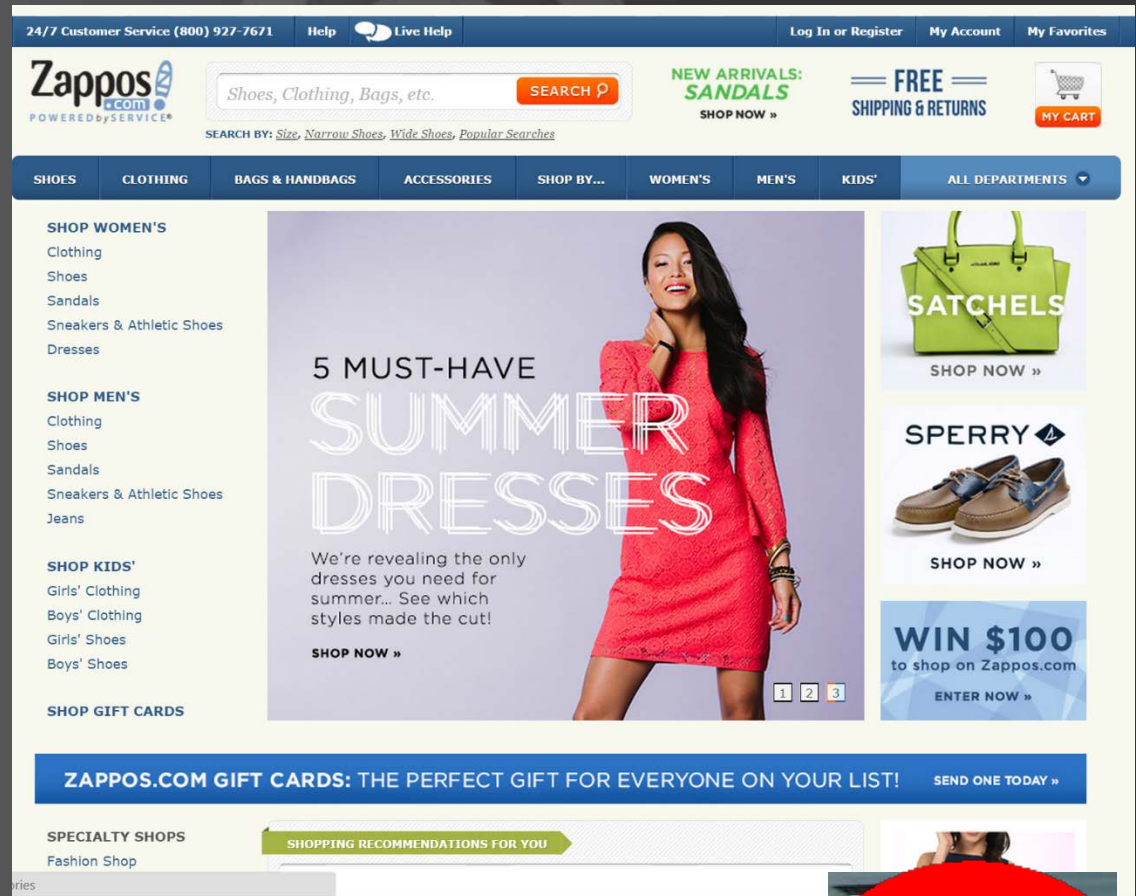 24/7 Customer Service (800) 927-7671 Help Live Help Log In or Register My Account My Favorites
Zappos
.com
POWERED by SERVICE®
Shoes, Clothing, Bags, etc.
SEARCH
SEARCH BY: Size, Narrow Shoes, Wide Shoes, Popular Searches
NEW ARRIVALS:
SANDALS
SHOP NOW »
FREE
SHIPPING & RETURNS
MY CART
SHOES CLOTHING BAGS & HANDBAGS ACCESSORIES SHOP BY... WOMEN'S MEN'S KIDS' ALL DEPARTMENTS
SHOP WOMEN'S
Clothing
Shoes
Sandals
Sneakers & Athletic Shoes
Dresses
SHOP MEN'S
Clothing
Shoes
Sandals
Sneakers & Athletic Shoes
Jeans
SHOP KIDS'
Girls' Clothing
Boys' Clothing
Girls' Shoes
Boys' Shoes
SHOP GIFT CARDS
5 MUST-HAVE
SUMMER
DRESSES
We're revealing the only
dresses you need for
summer... See which
styles made the cut!
SHOP NOW »
1 2 3
SATCHELS
SHOP NOW »
SPERRY
SHOP NOW »
WIN $100
to shop on Zappos.com
ENTER NOW »
ZAPPOS.COM GIFT CARDS: THE PERFECT GIFT FOR EVERYONE ON YOUR LIST! SEND ONE TODAY »
SPECIALTY SHOPS
Fashion Shop
SHOPPING RECOMMENDATIONS FOR YOU